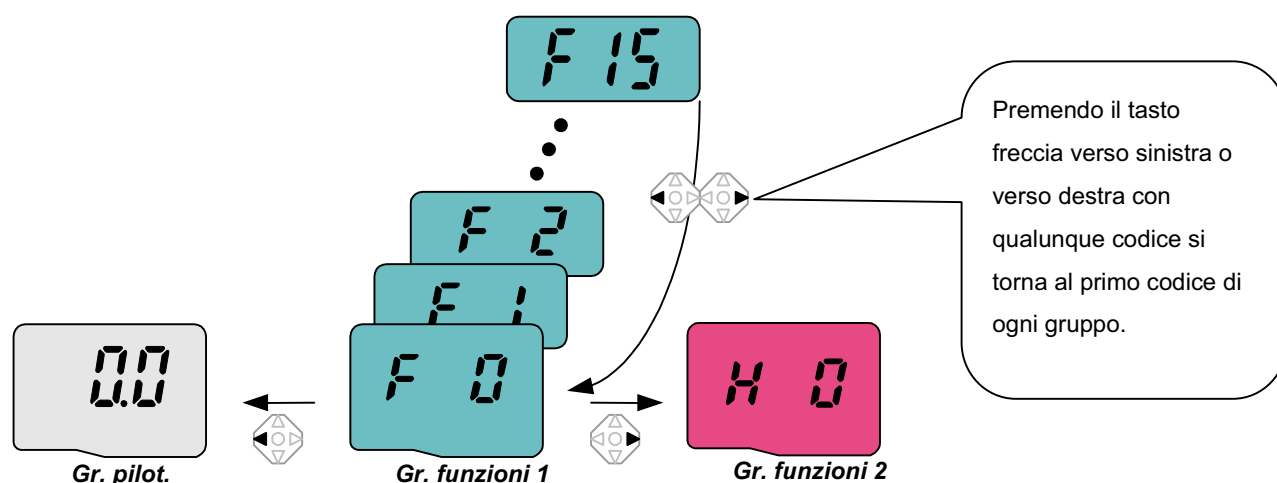 F 15
Premendo il tasto
freccia verso sinistra o
verso destra con
qualunque codice si
torna al primo codice di
ogni gruppo.
F 2
F 1
0.0
F 0
H 0
Gr. pilot.
Gr. funzioni 1
Gr. funzioni 2